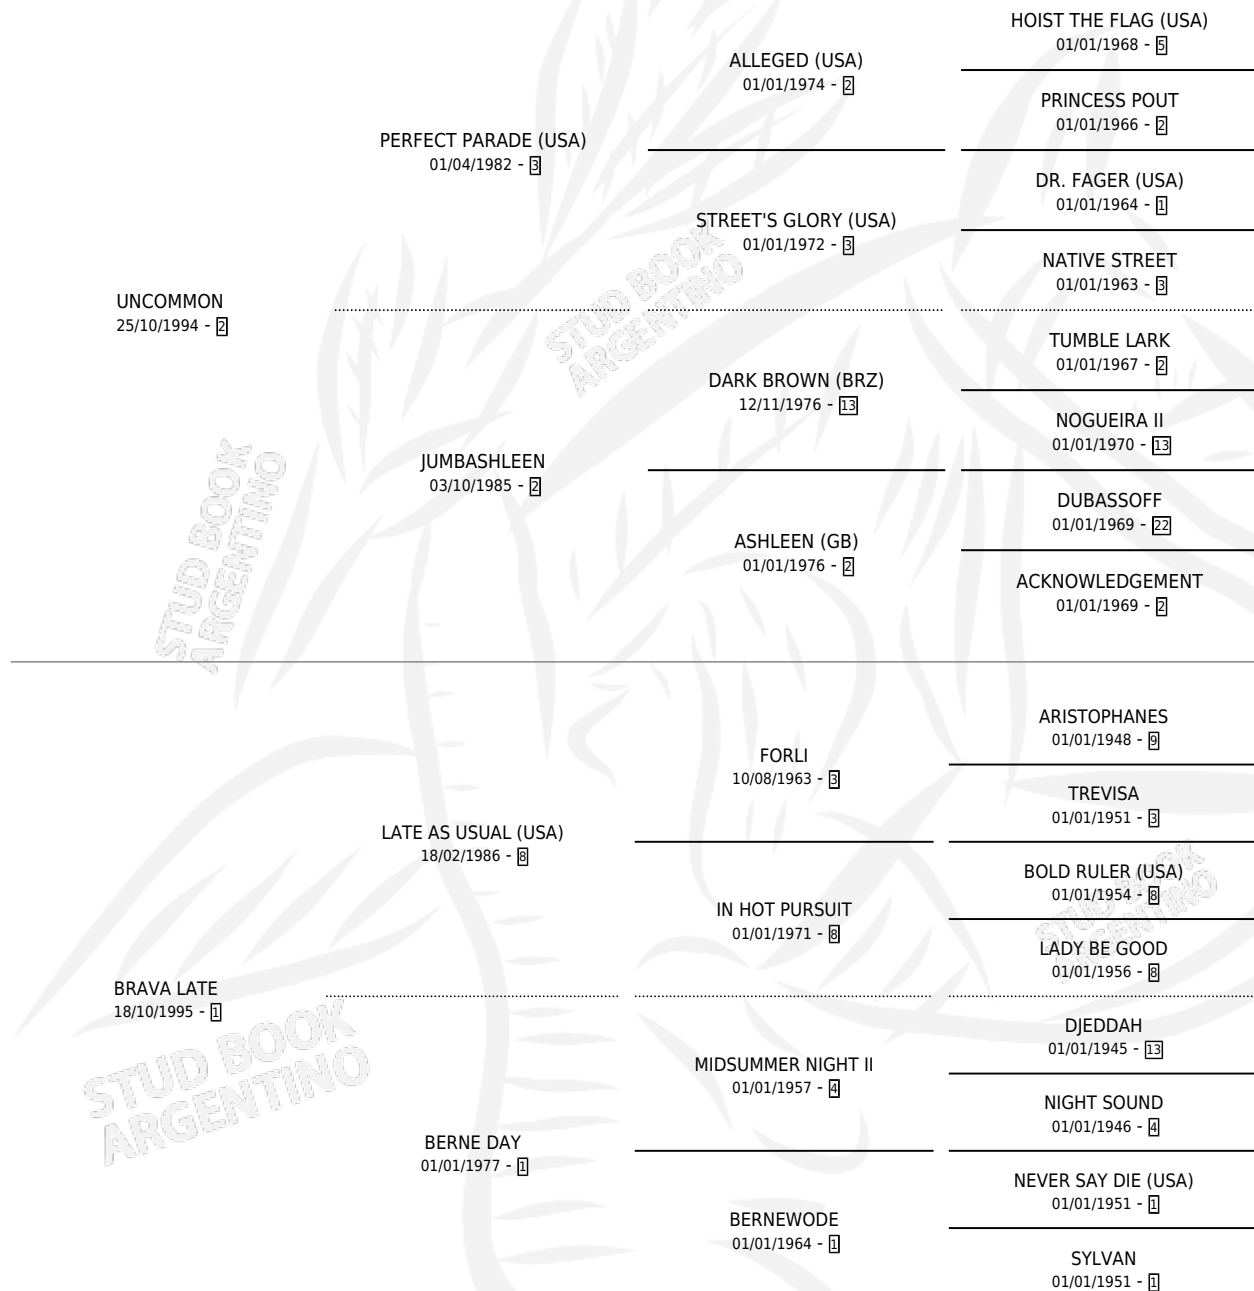 HOIST THE FLAG (USA)
01/01/1968 - 5
ALLEGED (USA)
01/01/1974 - 2
PRINCESS POUT
01/01/1966 - 2
PERFECT PARADE (USA)
01/04/1982 - 3
DR. FAGER (USA)
01/01/1964 - 1
STREET'S GLORY (USA)
01/01/1972 - 3
NATIVE STREET
01/01/1963 - 3
UNCOMMON
25/10/1994 - 2
TUMBLE LARK
01/01/1967 - 2
DARK BROWN (BRZ)
12/11/1976 - 13
NOGUEIRA II
01/01/1970 - 13
JUMBASHLEEN
03/10/1985 - 2
DUBASSOFF
01/01/1969 - 22
ASHLEEN (GB)
01/01/1976 - 2
ACKNOWLEDGEMENT
01/01/1969 - 2
ARISTOPHANES
01/01/1948 - 9
FORLI
10/08/1963 - 3
TREVISA
01/01/1951 - 3
LATE AS USUAL (USA)
18/02/1986 - 8
BOLD RULER (USA)
01/01/1954 - 8
IN HOT PURSUIT
01/01/1971 - 8
LADY BE GOOD
01/01/1956 - 8
BRAVA LATE
18/10/1995 - 1
DJEDDAH
01/01/1945 - 13
MIDSUMMER NIGHT II
01/01/1957 - 4
NIGHT SOUND
01/01/1946 - 4
BERNE DAY
01/01/1977 - 1
NEVER SAY DIE (USA)
01/01/1951 - 1
BERNEWODE
01/01/1964 - 1
SYLVAN
01/01/1951 - 1
STUD BOOK
ARGENTINO
STUD BOOK
ARGENTINO
STUD BOOK
ARGENTINO
STUD BOOK
ARGENTINO